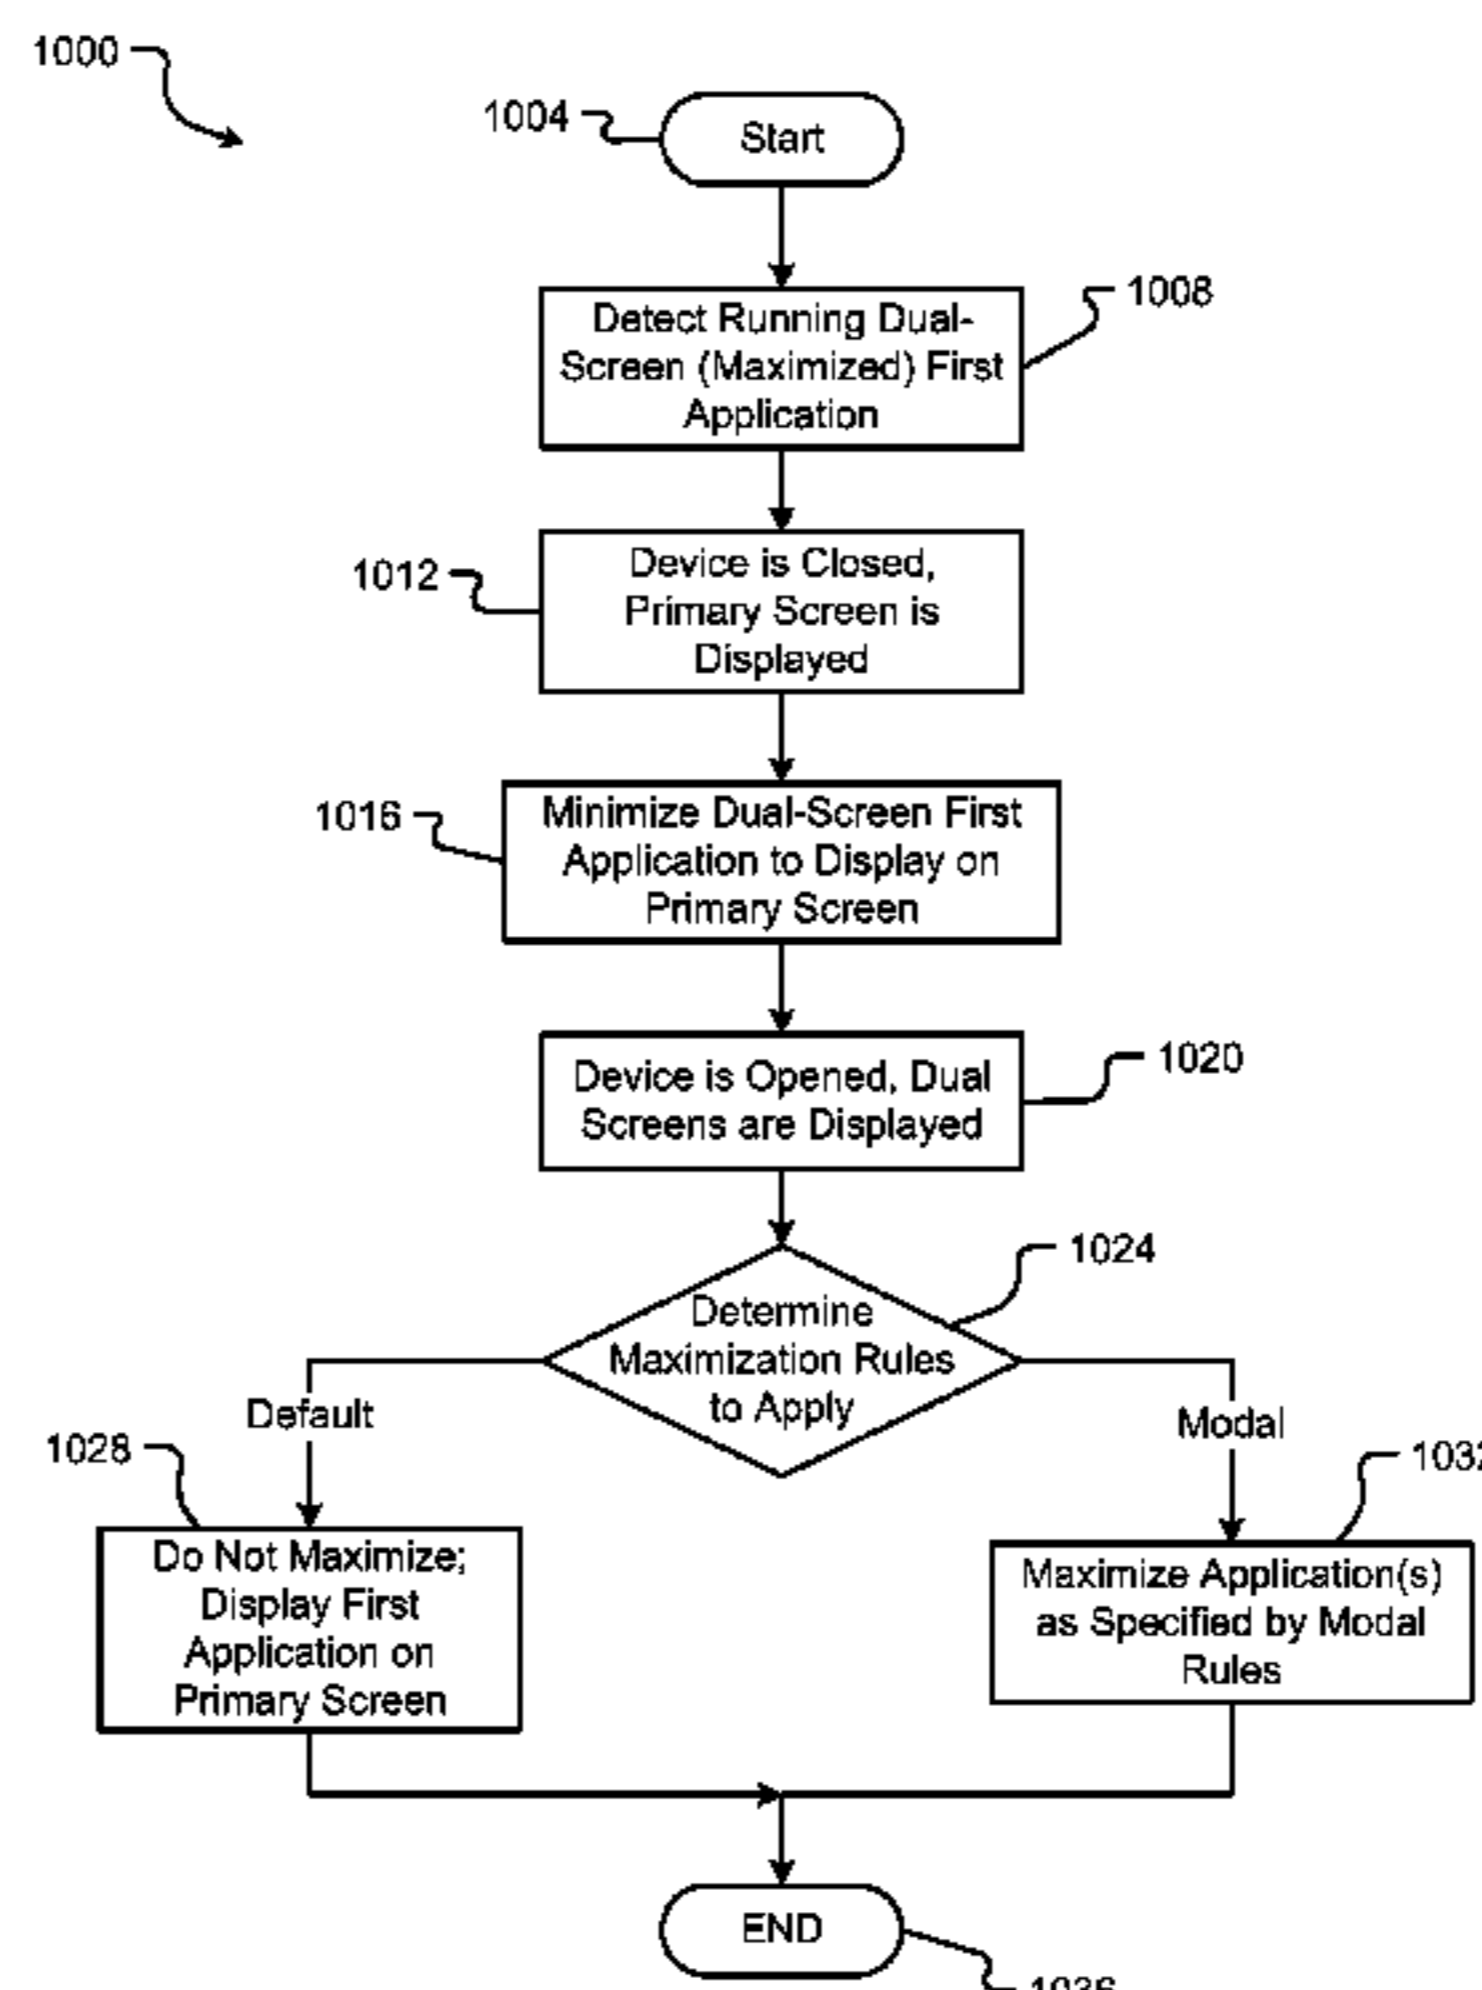 1000
1004
Start
1008
Detect Running Dual-
Screen (Maximized) First
Application
1012
Device is Closed,
Primary Screen is
Displayed
1016
Minimize Dual-Screen First
Application to Display on
Primary Screen
1020
Device is Opened, Dual
Screens are Displayed
1024
Determine
Maximization Rules
to Apply
Default
Modal
1028
1032
Do Not Maximize;
Display First
Application on
Primary Screen
Maximize Application(s)
as Specified by Modal
Rules
END
1036